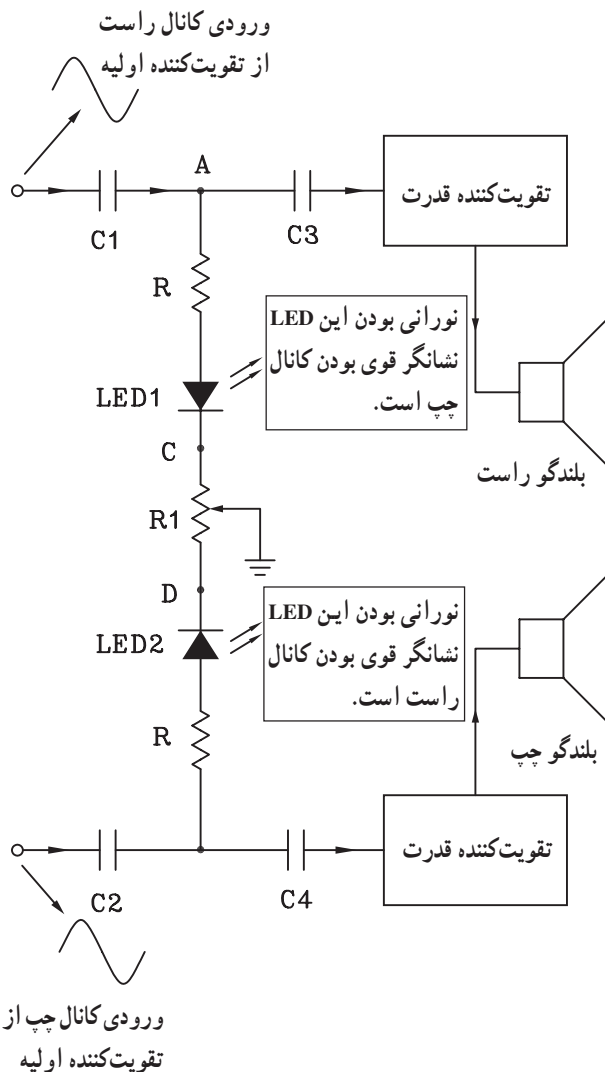 ورودی کانال راست
از تقویت‌کننده اولیه
A
C1
C3
تقویت‌کننده قدرت
R
نورانی بودن این LED
نشانگر قوی بودن کانال
چپ است.
LED1
C
بلندگو راست
R1
D
نورانی بودن این LED
نشانگر قوی بودن کانال
راست است.
LED2
R
بلندگو چپ
C2
C4
تقویت‌کننده قدرت
ورودی کانال چپ از
تقویت‌کننده اولیه